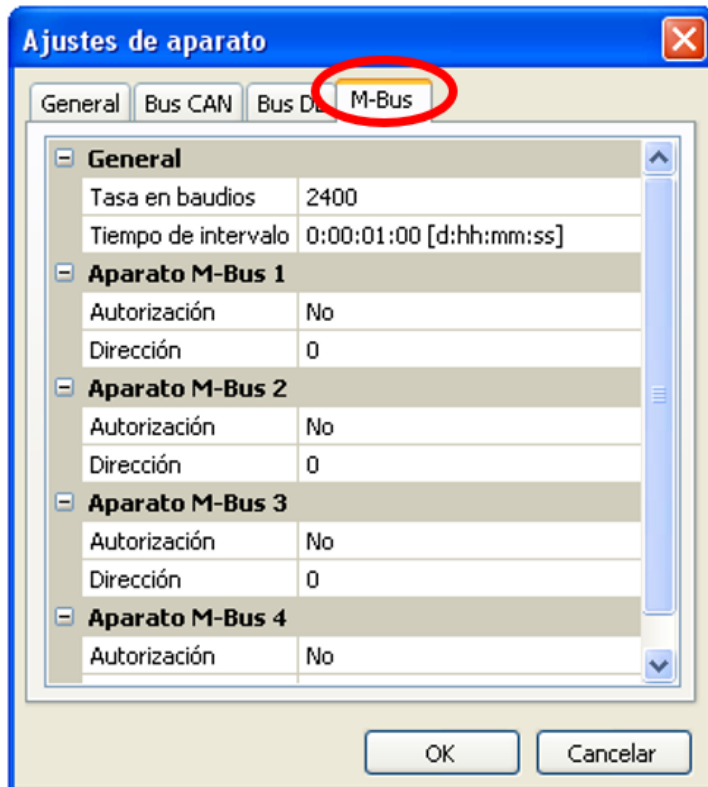 Ajustes de aparato
General Bus CAN Bus DL M-Bus
General
Tasa en baudios 2400
Tiempo de intervalo 0:00:01:00 [d:hh:mm:ss]
Aparato M-Bus 1
Autorización No
Dirección 0
Aparato M-Bus 2
Autorización No
Dirección 0
Aparato M-Bus 3
Autorización No
Dirección 0
Aparato M-Bus 4
Autorización No
OK Cancelar